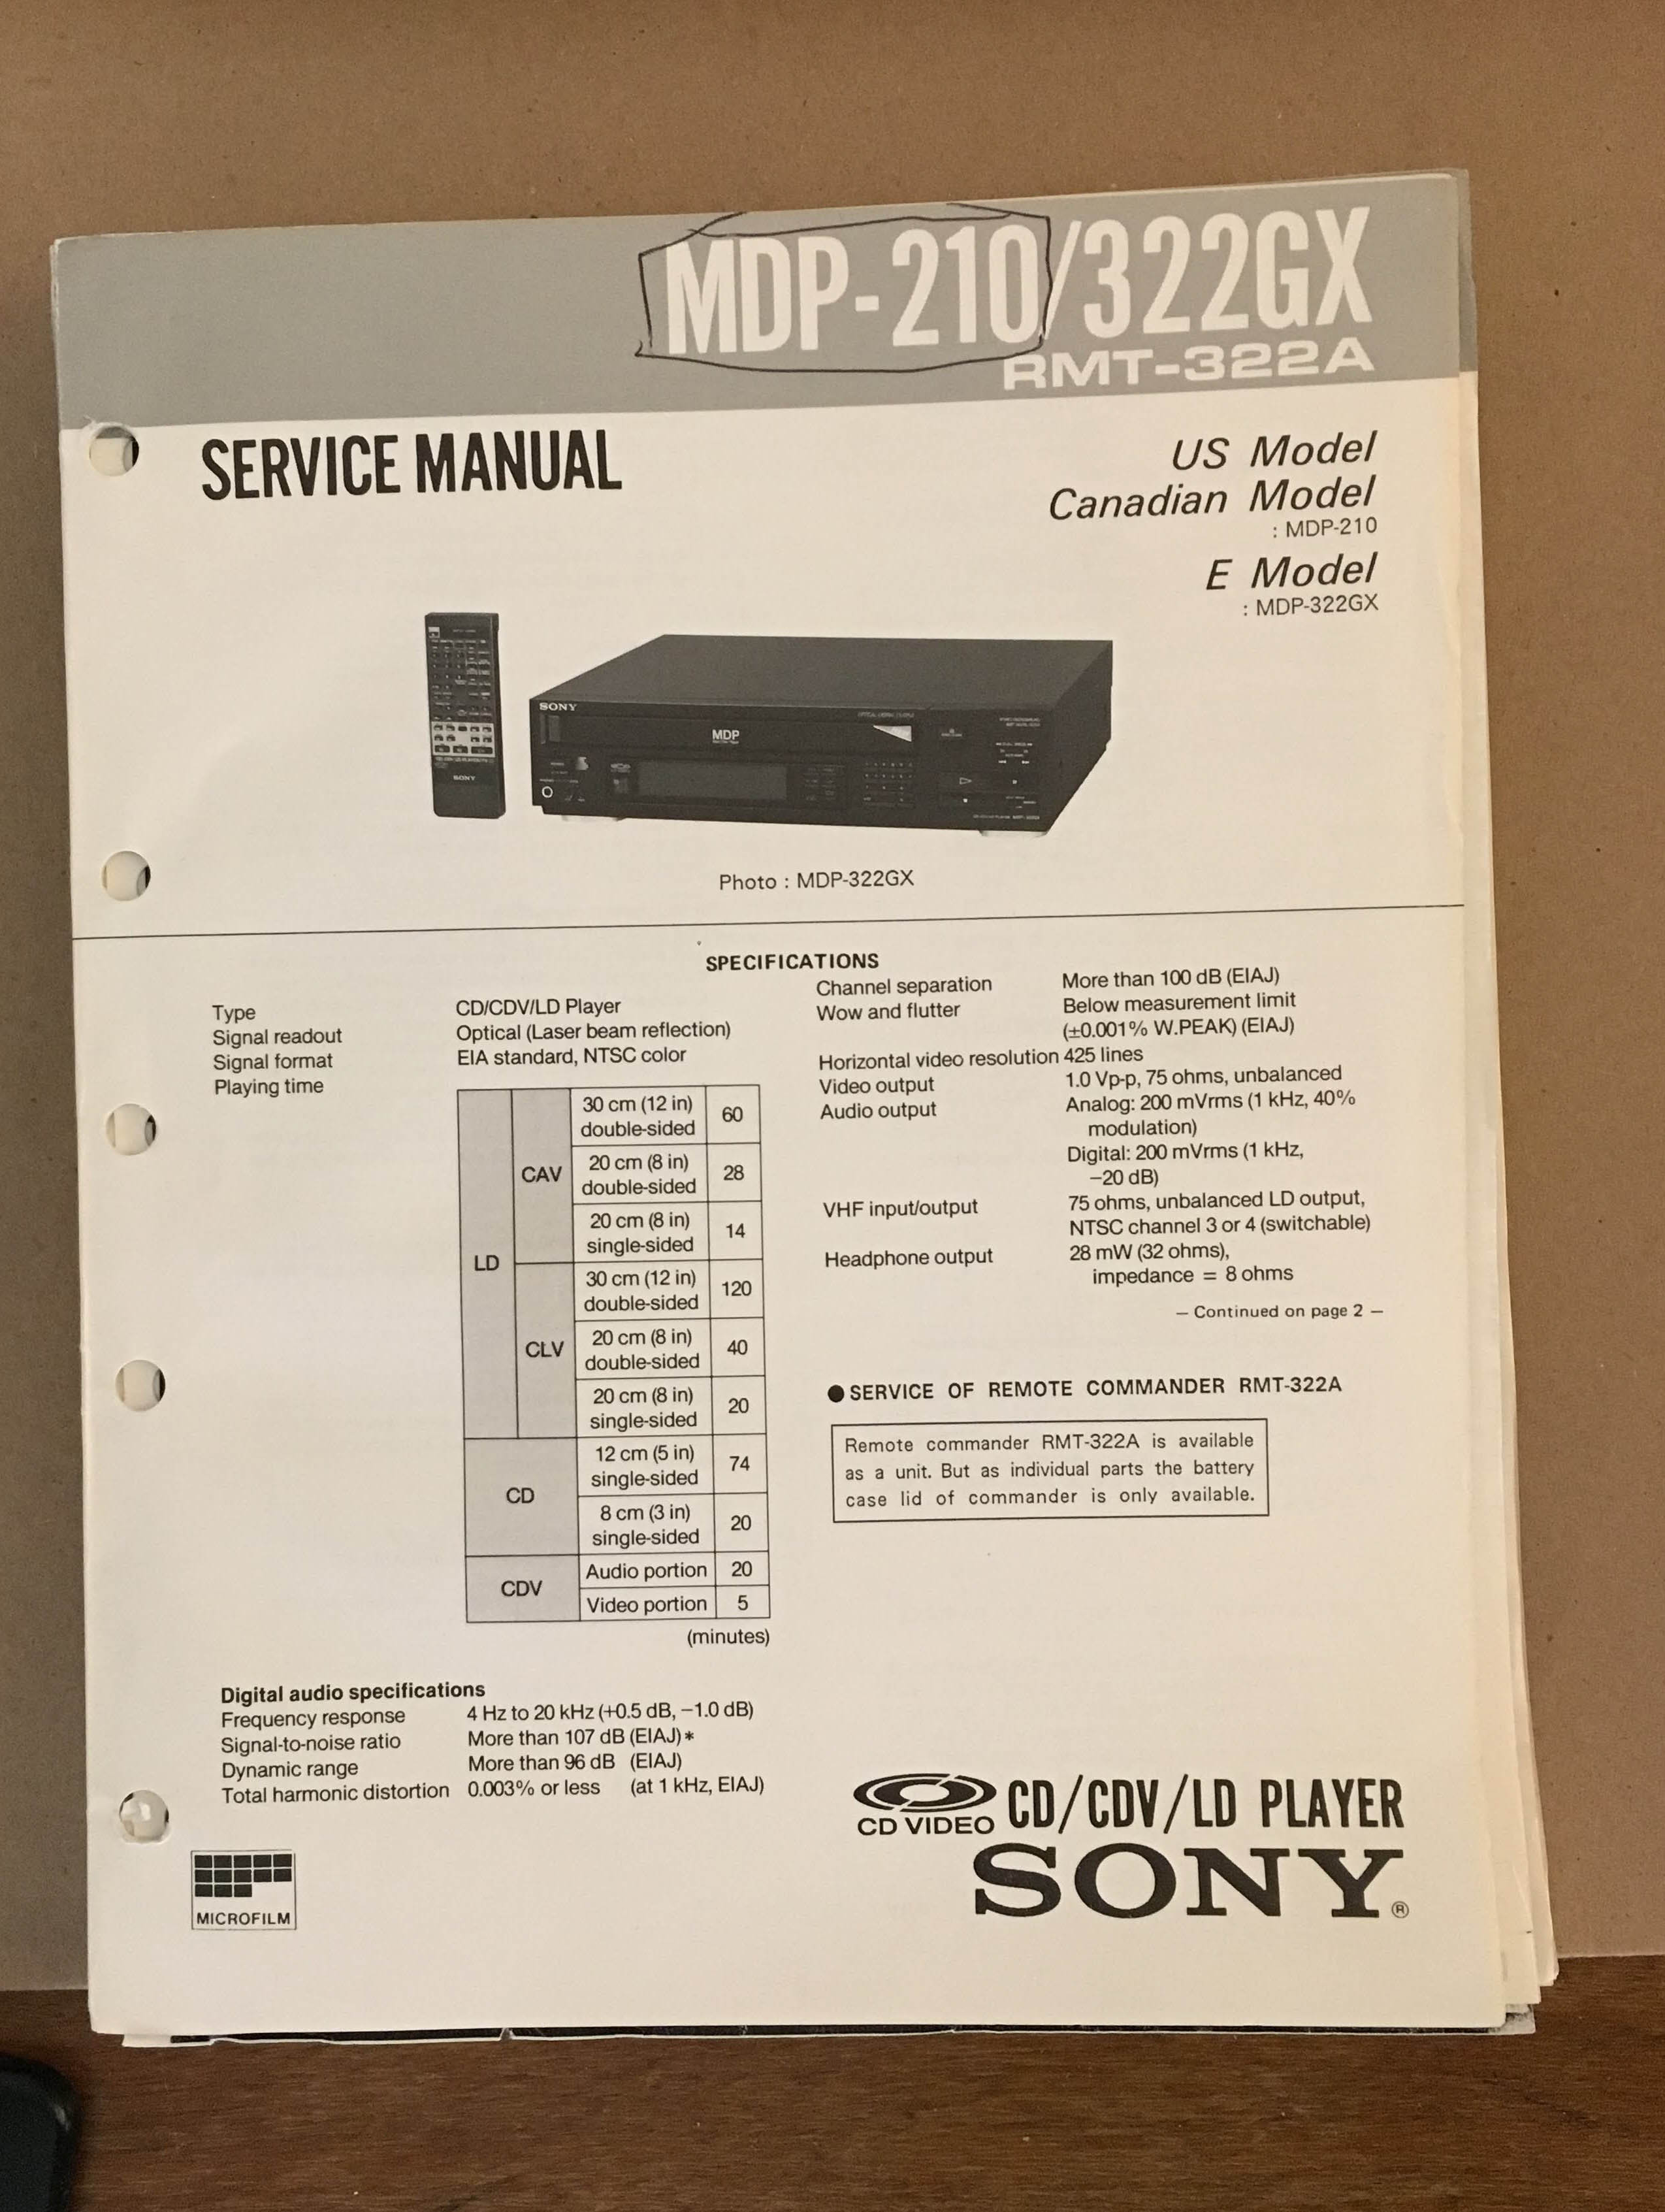 MDP-210/322GX
RMT-322A
SERVICE MANUAL
US Model
Canadian Model
: MDP-210
E Model
: MDP-322GX
SONY
MDP
SONY
Photo : MDP-322GX
SPECIFICATIONS
Type CD/CDV/LD Player
Signal readout Optical (Laser beam reflection)
Signal format EIA standard, NTSC color
Playing time
LD
CAV
30 cm (12 in)
double-sided 60
20 cm (8 in)
double-sided 28
20 cm (8 in)
single-sided 14
CLV
30 cm (12 in)
double-sided 120
20 cm (8 in)
double-sided 40
20 cm (8 in)
single-sided 20
CD
12 cm (5 in)
single-sided 74
8 cm (3 in)
single-sided 20
CDV
Audio portion 20
Video portion 5
(minutes)
Digital audio specifications
Frequency response 4 Hz to 20 kHz (+0.5 dB, −1.0 dB)
Signal-to-noise ratio More than 107 dB (EIAJ)*
Dynamic range More than 96 dB (EIAJ)
Total harmonic distortion 0.003% or less (at 1 kHz, EIAJ)
Channel separation More than 100 dB (EIAJ)
Wow and flutter Below measurement limit
(±0.001% W.PEAK) (EIAJ)
Horizontal video resolution 425 lines
Video output 1.0 Vp-p, 75 ohms, unbalanced
Audio output Analog: 200 mVrms (1 kHz, 40%
modulation)
Digital: 200 mVrms (1 kHz,
−20 dB)
VHF input/output 75 ohms, unbalanced LD output,
NTSC channel 3 or 4 (switchable)
Headphone output 28 mW (32 ohms),
impedance = 8 ohms
— Continued on page 2 —
● SERVICE OF REMOTE COMMANDER RMT-322A
Remote commander RMT-322A is available
as a unit. But as individual parts the battery
case lid of commander is only available.
MICROFILM
CD VIDEO
CD/CDV/LD PLAYER
SONY®